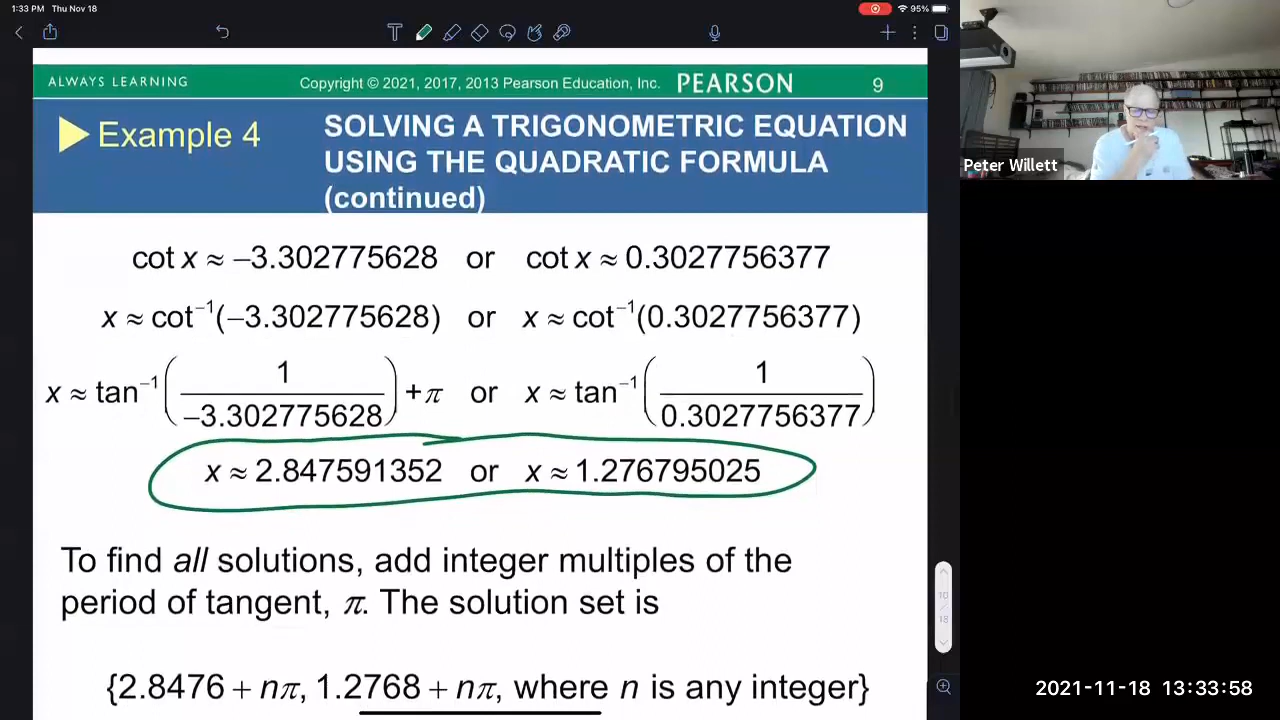 1:33 PM Thu Nov 18
95%
ALWAYS LEARNING
Copyright © 2021, 2017, 2013 Pearson Education, Inc.
PEARSON
9
Example 4
SOLVING A TRIGONOMETRIC EQUATION
USING THE QUADRATIC FORMULA
(continued)
Peter Willett
cot x ≈ −3.302775628 or cot x ≈ 0.3027756377
x ≈ cot⁻¹(−3.302775628) or x ≈ cot⁻¹(0.3027756377)
x ≈ tan⁻¹(1/−3.302775628) + π or x ≈ tan⁻¹(1/0.3027756377)
x ≈ 2.847591352 or x ≈ 1.276795025
To find all solutions, add integer multiples of the
period of tangent, π. The solution set is
{2.8476 + nπ, 1.2768 + nπ, where n is any integer}
10
/
18
2021-11-18 13:33:58